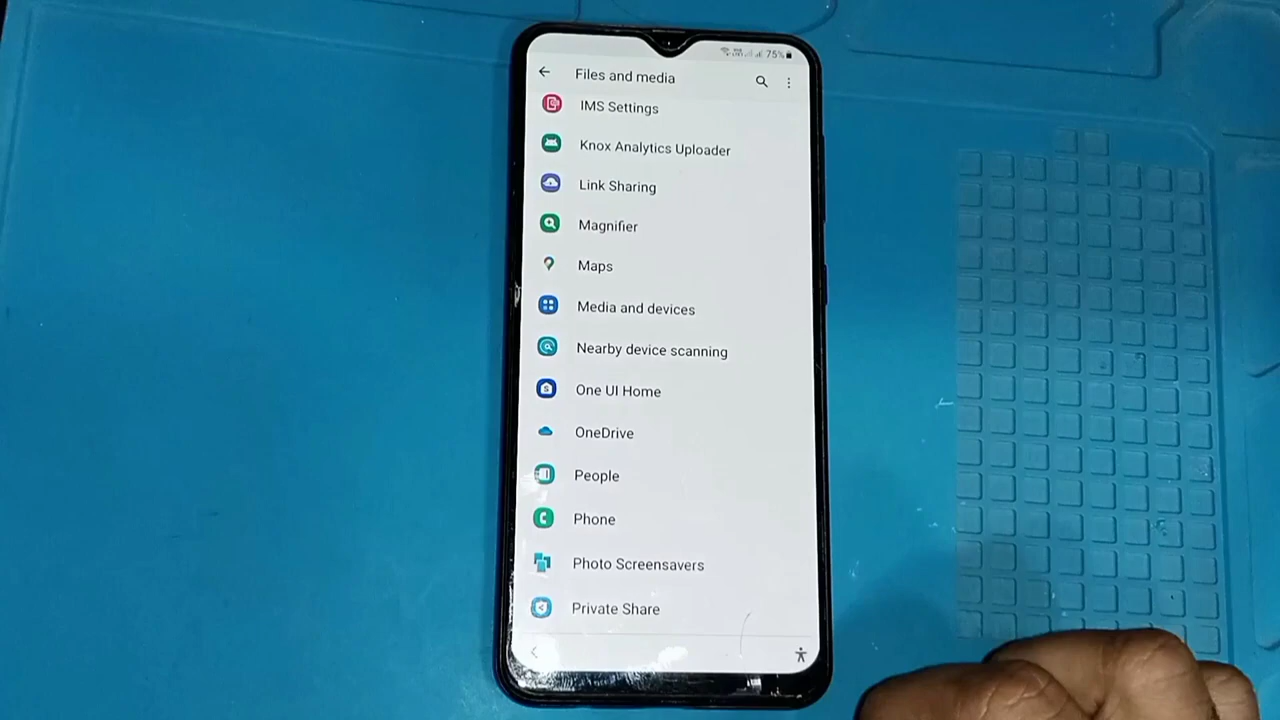 75%
Files and media
IMS Settings
Knox Analytics Uploader
Link Sharing
Magnifier
Maps
Media and devices
Nearby device scanning
One UI Home
OneDrive
People
Phone
Photo Screensavers
Private Share